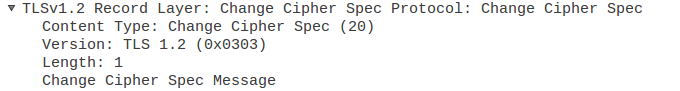 TLSv1.2 Record Layer: Change Cipher Spec Protocol: Change Cipher Spec
Content Type: Change Cipher Spec (20)
Version: TLS 1.2 (0x0303)
Length: 1
Change Cipher Spec Message